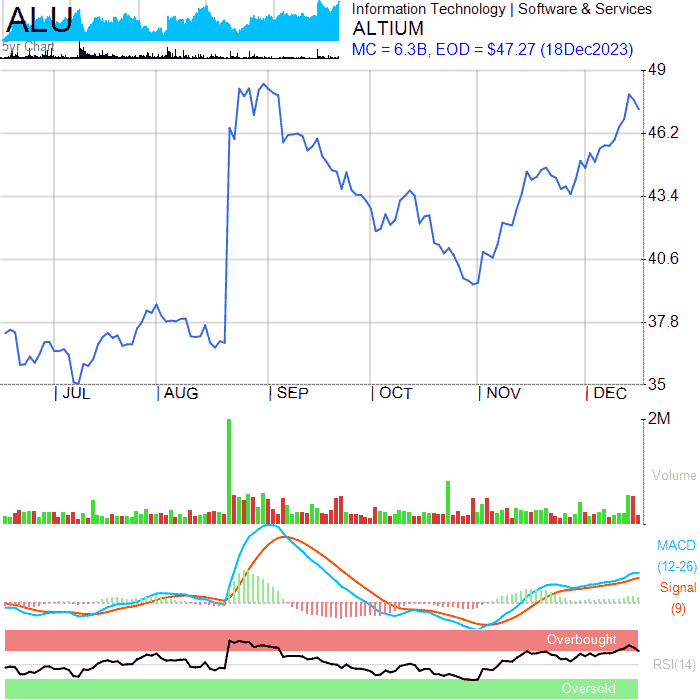 ALU
5yr Chart
Information Technology | Software & Services
ALTIUM
MC = 6.3B, EOD = $47.27 (18Dec2023)
49
46.2
43.4
40.6
37.8
35
JUL
AUG
SEP
OCT
NOV
DEC
2M
Volume
MACD
(12-26)
Signal
(9)
Overbought
RSI(14)
Oversold